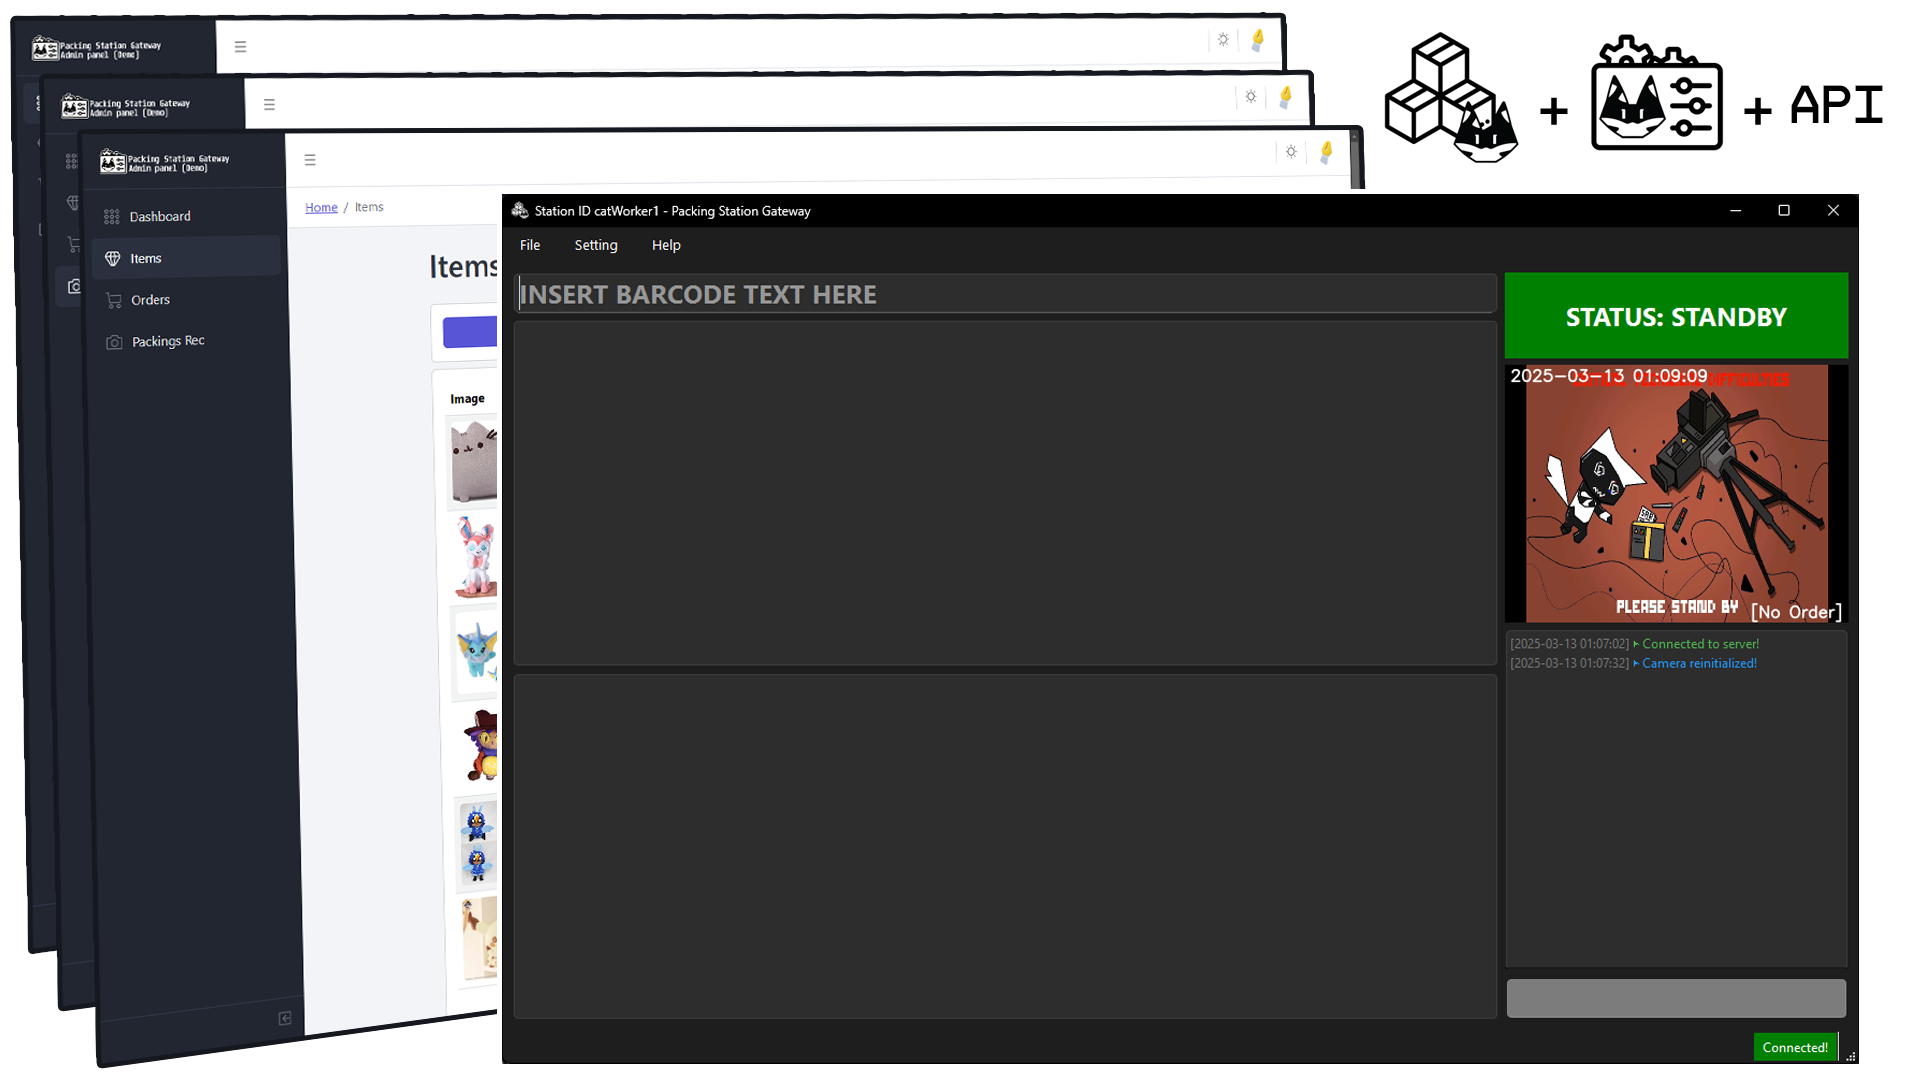 Packing Station Gateway
Admin panel (Demo)
Packing Station Gateway
Admin panel (Demo)
Packing Station Gateway
Admin panel (Demo)
Dashboard
Items
Orders
Packings Rec
Home / Items
Items
Image
+ + API
Station ID catWorker1 - Packing Station Gateway
File Setting Help
INSERT BARCODE TEXT HERE
STATUS: STANDBY
2025-03-13 01:09:09
DIFFICULTIES
PLEASE STAND BY
[No Order]
[2025-03-13 01:07:02] Connected to server!
[2025-03-13 01:07:32] Camera reinitialized!
Connected!